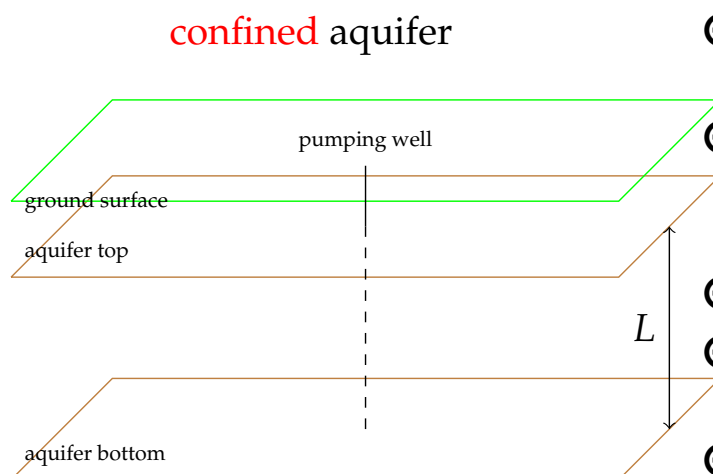 confined aquifer
pumping well
ground surface
aquifer top
L
aquifer bottom